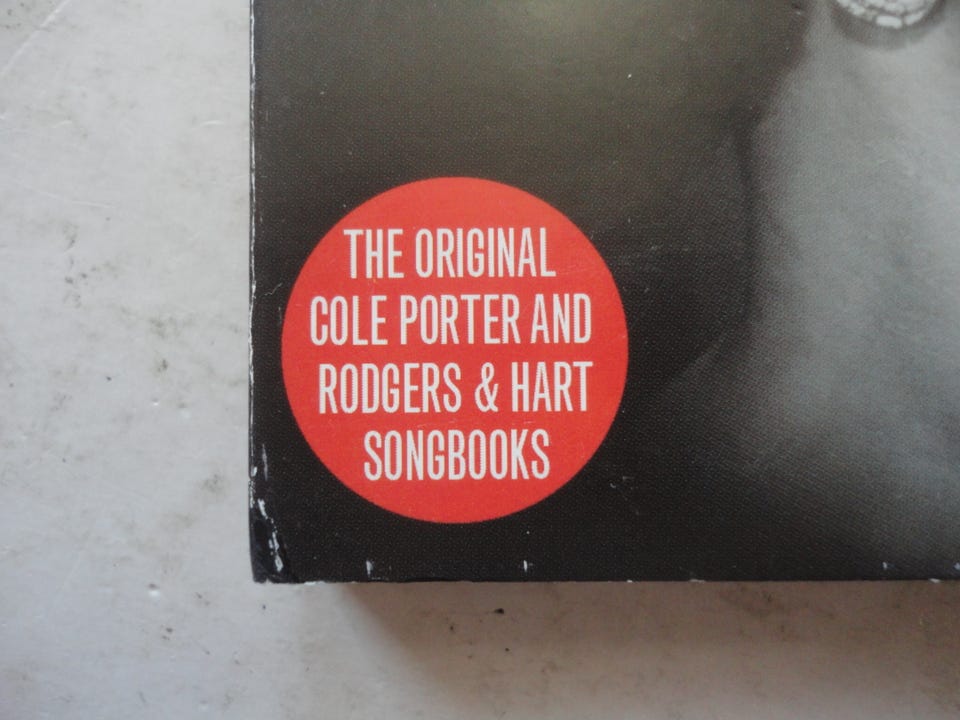 THE ORIGINAL
COLE PORTER AND
RODGERS & HART
SONGBOOKS